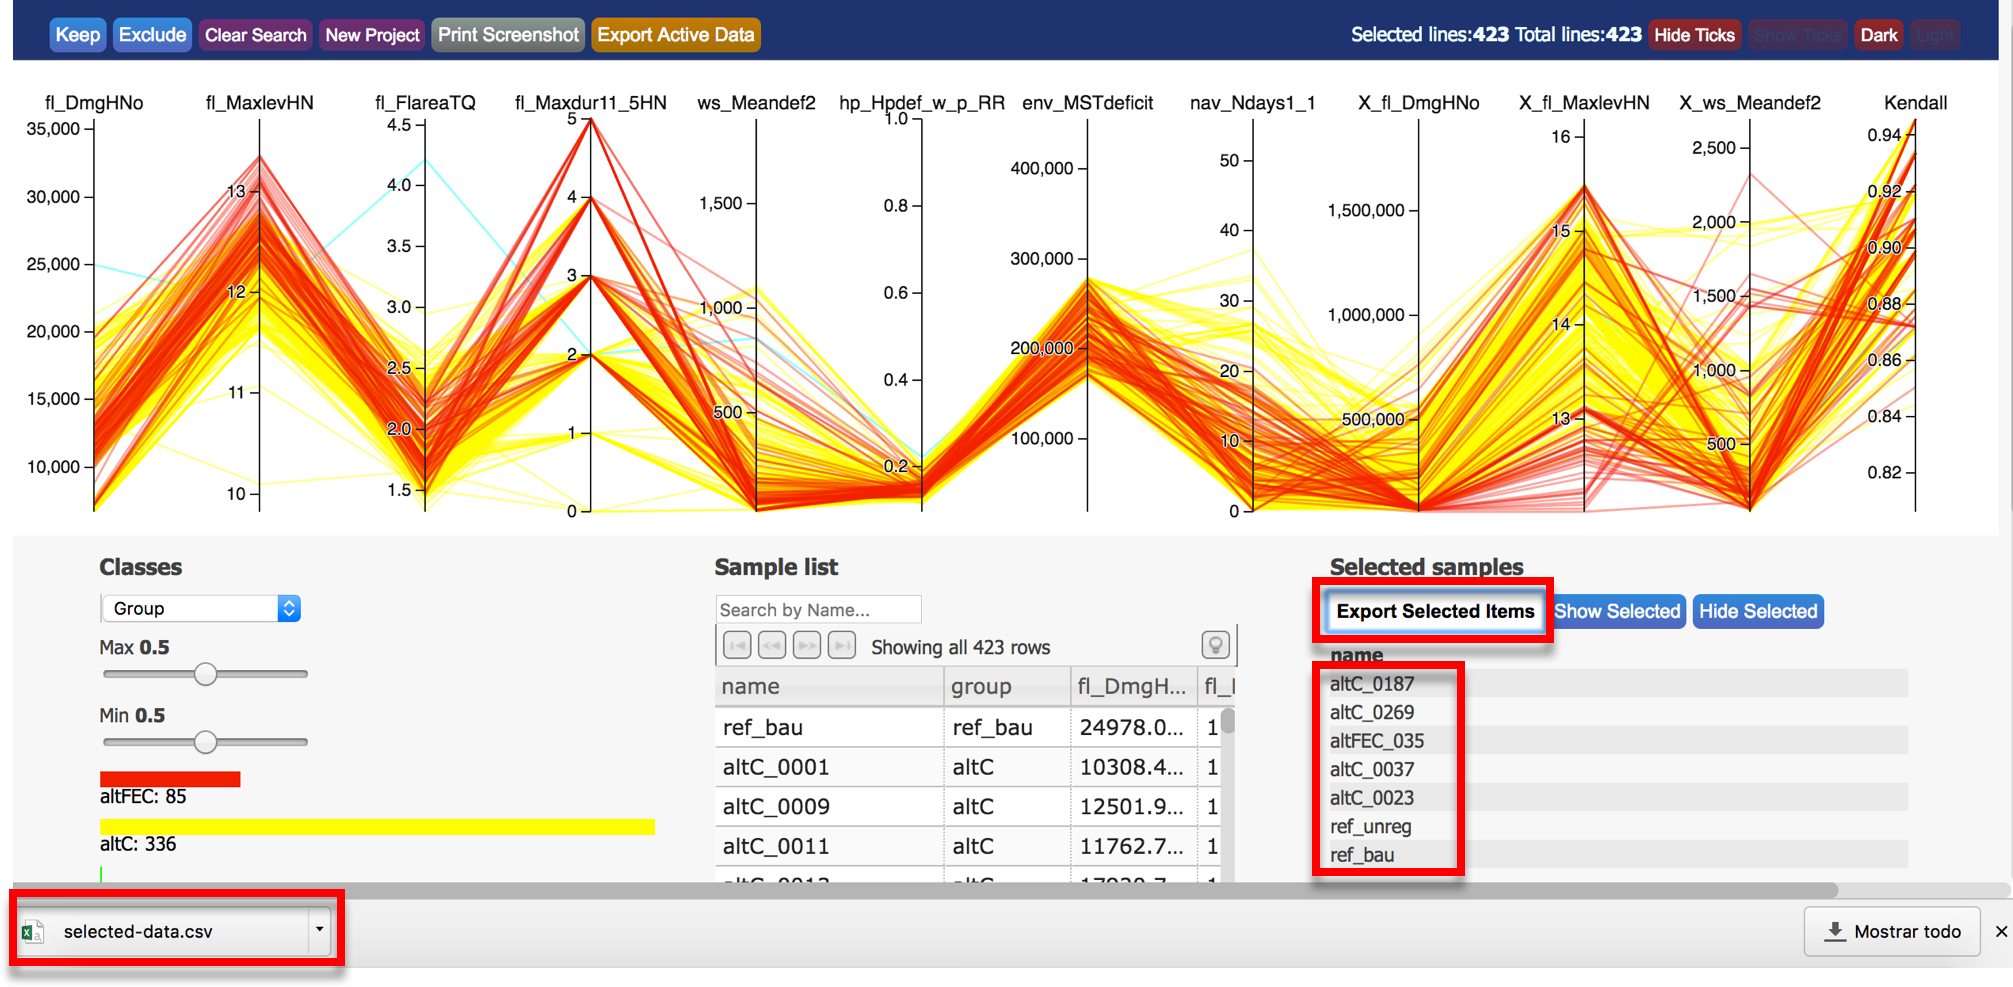 Keep Exclude Clear Search New Project Print Screenshot Export Active Data Selected lines:423 Total lines:423 Hide Ticks Show Ticks Dark Light
fl_DmgHNo fl_MaxlevHN fl_FlareaTQ fl_Maxdur11_5HN ws_Meandef2 hp_Hpdef_w_p_RR env_MSTdeficit nav_Ndays1_1 X_fl_DmgHNo X_fl_MaxlevHN X_ws_Meandef2 Kendall
35,000
30,000
25,000
20,000
15,000
10,000
13
12
11
10
4.5
4.0
3.5
3.0
2.5
2.0
1.5
5
4
3
2
1
0
1,500
1,000
500
1.0
0.8
0.6
0.4
0.2
400,000
300,000
200,000
100,000
50
40
30
20
10
0
1,500,000
1,000,000
500,000
16
15
14
13
2,500
2,000
1,500
1,000
500
0.94
0.92
0.90
0.88
0.86
0.84
0.82
Classes
Group
Max 0.5
Min 0.5
altFEC: 85
altC: 336
Sample list
Search by Name...
Showing all 423 rows
name group fl_DmgH...
ref_bau ref_bau 24978.0... 1
altC_0001 altC 10308.4... 1
altC_0009 altC 12501.9... 1
altC_0011 altC 11762.7... 1
Selected samples
Export Selected Items Show Selected Hide Selected
name
altC_0187
altC_0269
altFEC_035
altC_0037
altC_0023
ref_unreg
ref_bau
selected-data.csv
Mostrar todo